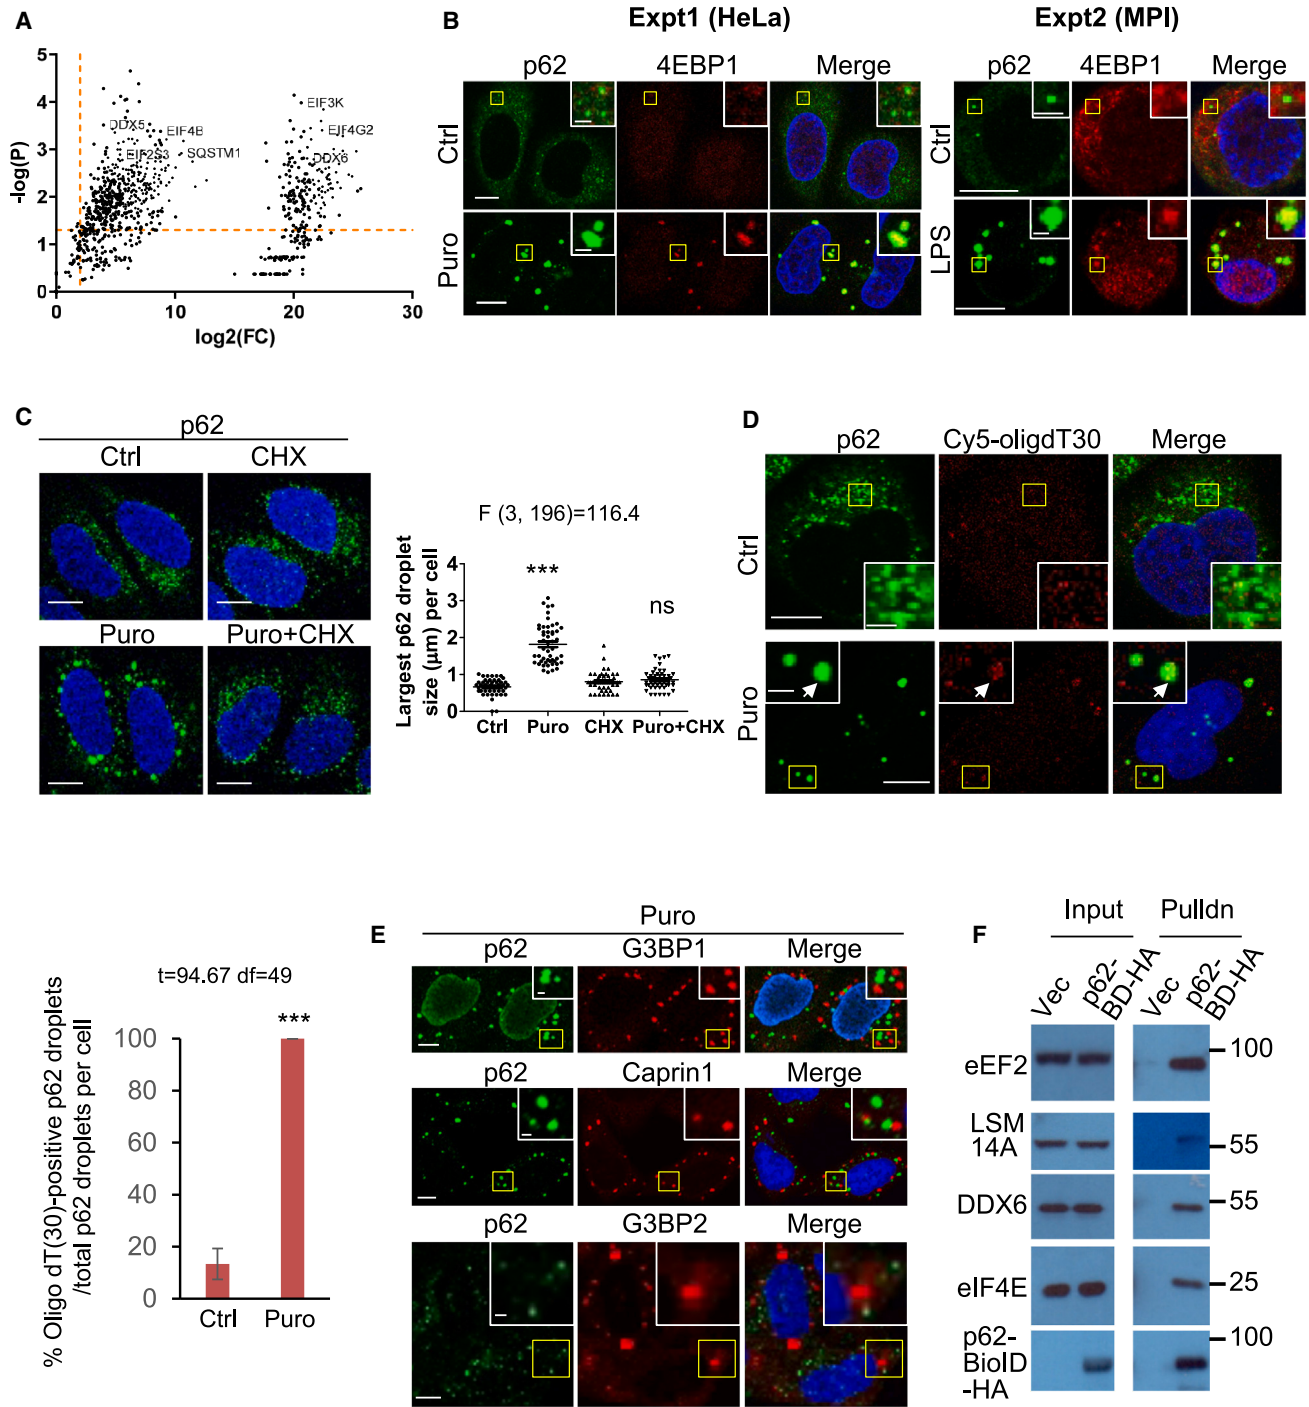 A
5
4
3
2
1
0
-log(P)
0
10
20
30
log2(FC)
EIF3K
DDX5
EIF4B
EIF4G2
EIF2S3
SQSTM1
DDX6
B
Expt1 (HeLa)
Expt2 (MPI)
p62
4EBP1
Merge
p62
4EBP1
Merge
Ctrl
Puro
Ctrl
LPS
C
p62
Ctrl
CHX
Puro
Puro+CHX
F (3, 196)=116.4
Largest p62 droplet
size (μm) per cell
4
3
2
1
0
***
ns
Ctrl
Puro
CHX
Puro+CHX
D
p62
Cy5-oligdT30
Merge
Ctrl
Puro
% Oligo dT(30)-positive p62 droplets
/total p62 droplets per cell
t=94.67 df=49
***
100
80
60
40
20
0
Ctrl
Puro
E
Puro
p62
G3BP1
Merge
p62
Caprin1
Merge
p62
G3BP2
Merge
F
Input
Pulldn
Vec
p62-
BD-HA
Vec
p62-
BD-HA
eEF2
100
LSM
14A
55
DDX6
55
eIF4E
25
p62-
BioID
-HA
100